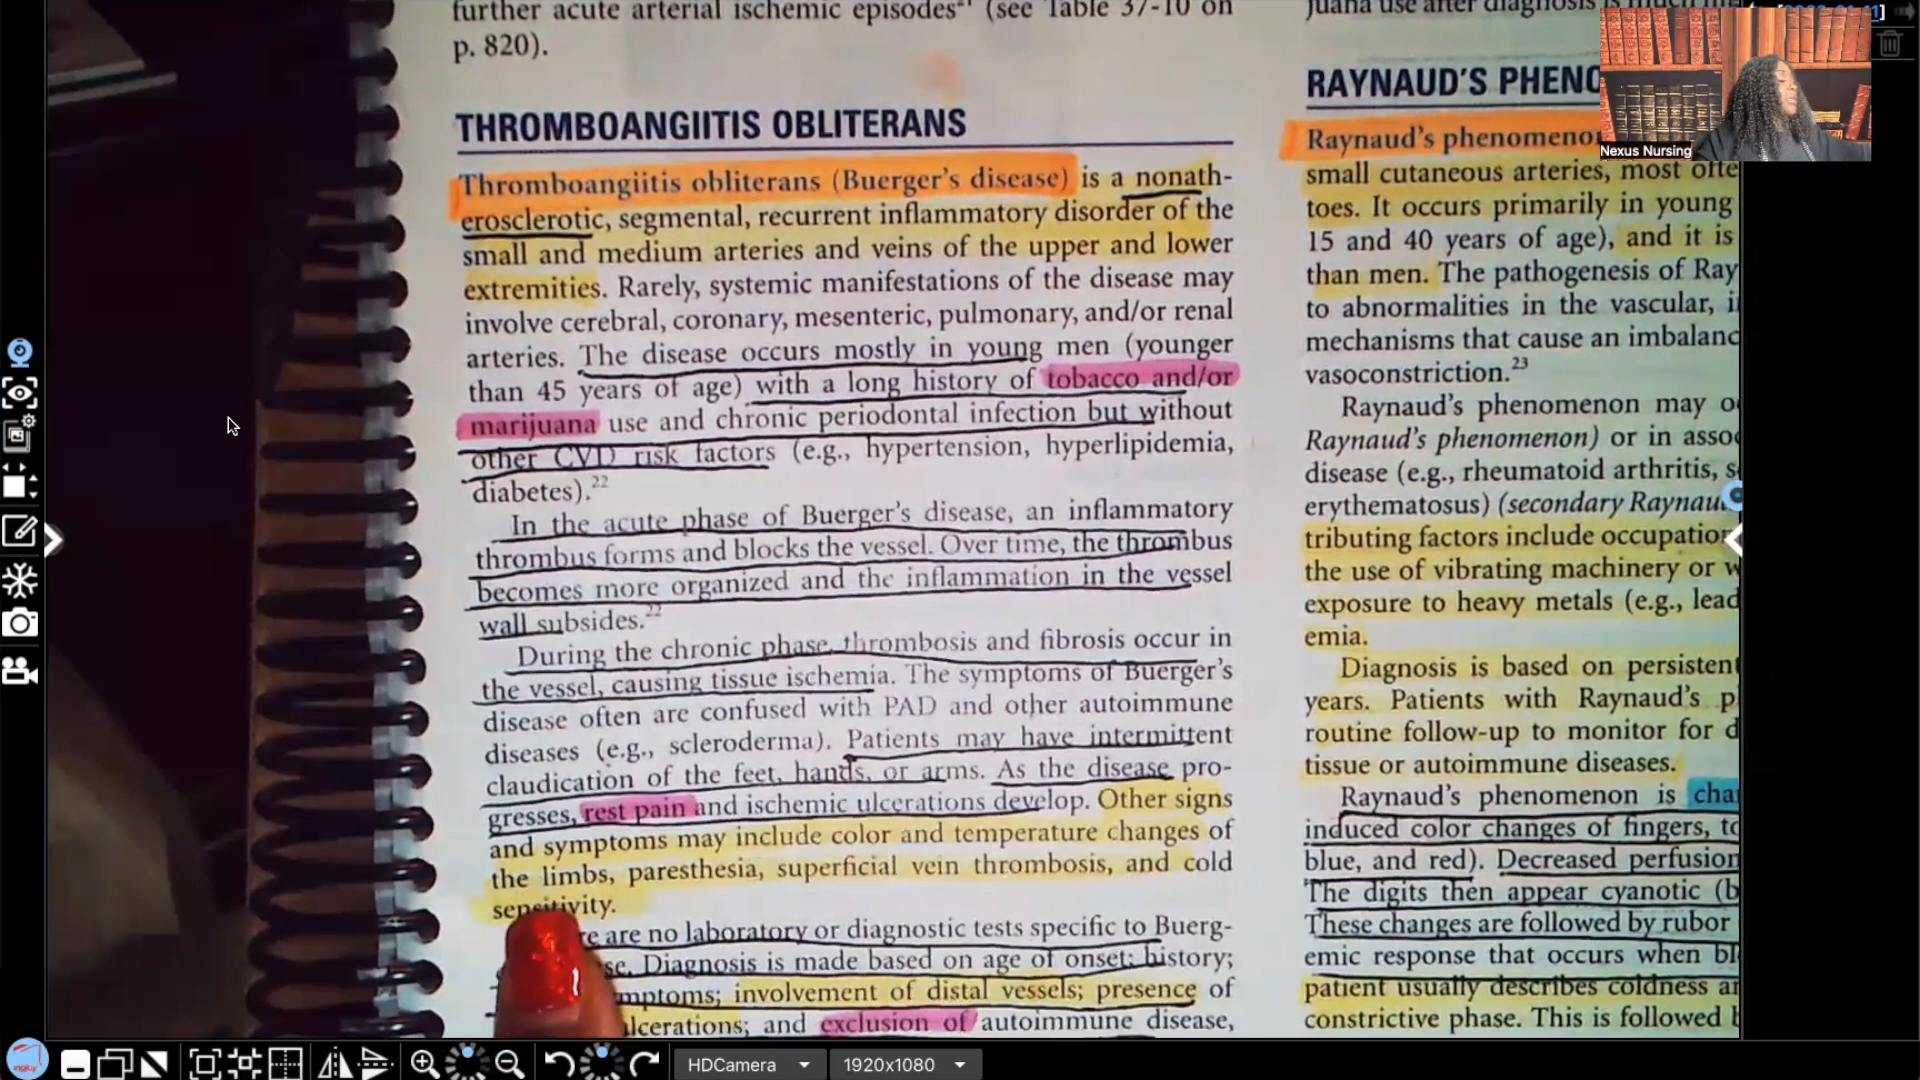 further acute arterial ischemic episodes²¹ (see Table 37-10 on
p. 820).
THROMBOANGIITIS OBLITERANS
Thromboangiitis obliterans (Buerger's disease) is a nonath-
erosclerotic, segmental, recurrent inflammatory disorder of the
small and medium arteries and veins of the upper and lower
extremities. Rarely, systemic manifestations of the disease may
involve cerebral, coronary, mesenteric, pulmonary, and/or renal
arteries. The disease occurs mostly in young men (younger
than 45 years of age) with a long history of tobacco and/or
marijuana use and chronic periodontal infection but without
other CVD risk factors (e.g., hypertension, hyperlipidemia,
diabetes).²²
In the acute phase of Buerger's disease, an inflammatory
thrombus forms and blocks the vessel. Over time, the thrombus
becomes more organized and the inflammation in the vessel
wall subsides.²²
During the chronic phase, thrombosis and fibrosis occur in
the vessel, causing tissue ischemia. The symptoms of Buerger's
disease often are confused with PAD and other autoimmune
diseases (e.g., scleroderma). Patients may have intermittent
claudication of the feet, hands, or arms. As the disease pro-
gresses, rest pain and ischemic ulcerations develop. Other signs
and symptoms may include color and temperature changes of
the limbs, paresthesia, superficial vein thrombosis, and cold
sensitivity.
re are no laboratory or diagnostic tests specific to Buerg-
se. Diagnosis is made based on age of onset; history;
mptoms; involvement of distal vessels; presence of
lcerations; and exclusion of autoimmune disease,
juana use after diagnosis is
RAYNAUD'S PHENO
Raynaud's phenomenon
small cutaneous arteries, most ofte
toes. It occurs primarily in young
15 and 40 years of age), and it is
than men. The pathogenesis of Ray
to abnormalities in the vascular, i
mechanisms that cause an imbalanc
vasoconstriction.²³
Raynaud's phenomenon may o
Raynaud's phenomenon) or in asso
disease (e.g., rheumatoid arthritis, s
erythematosus) (secondary Raynau
tributing factors include occupation
the use of vibrating machinery or w
exposure to heavy metals (e.g., lead
emia.
Diagnosis is based on persistent
years. Patients with Raynaud's p
routine follow-up to monitor for d
tissue or autoimmune diseases.
Raynaud's phenomenon is cha
induced color changes of fingers, to
blue, and red). Decreased perfusion
The digits then appear cyanotic (b
These changes are followed by rubor
emic response that occurs when bl
patient usually describes coldness an
constrictive phase. This is followed b
Nexus Nursing
HDCamera
1920x1080